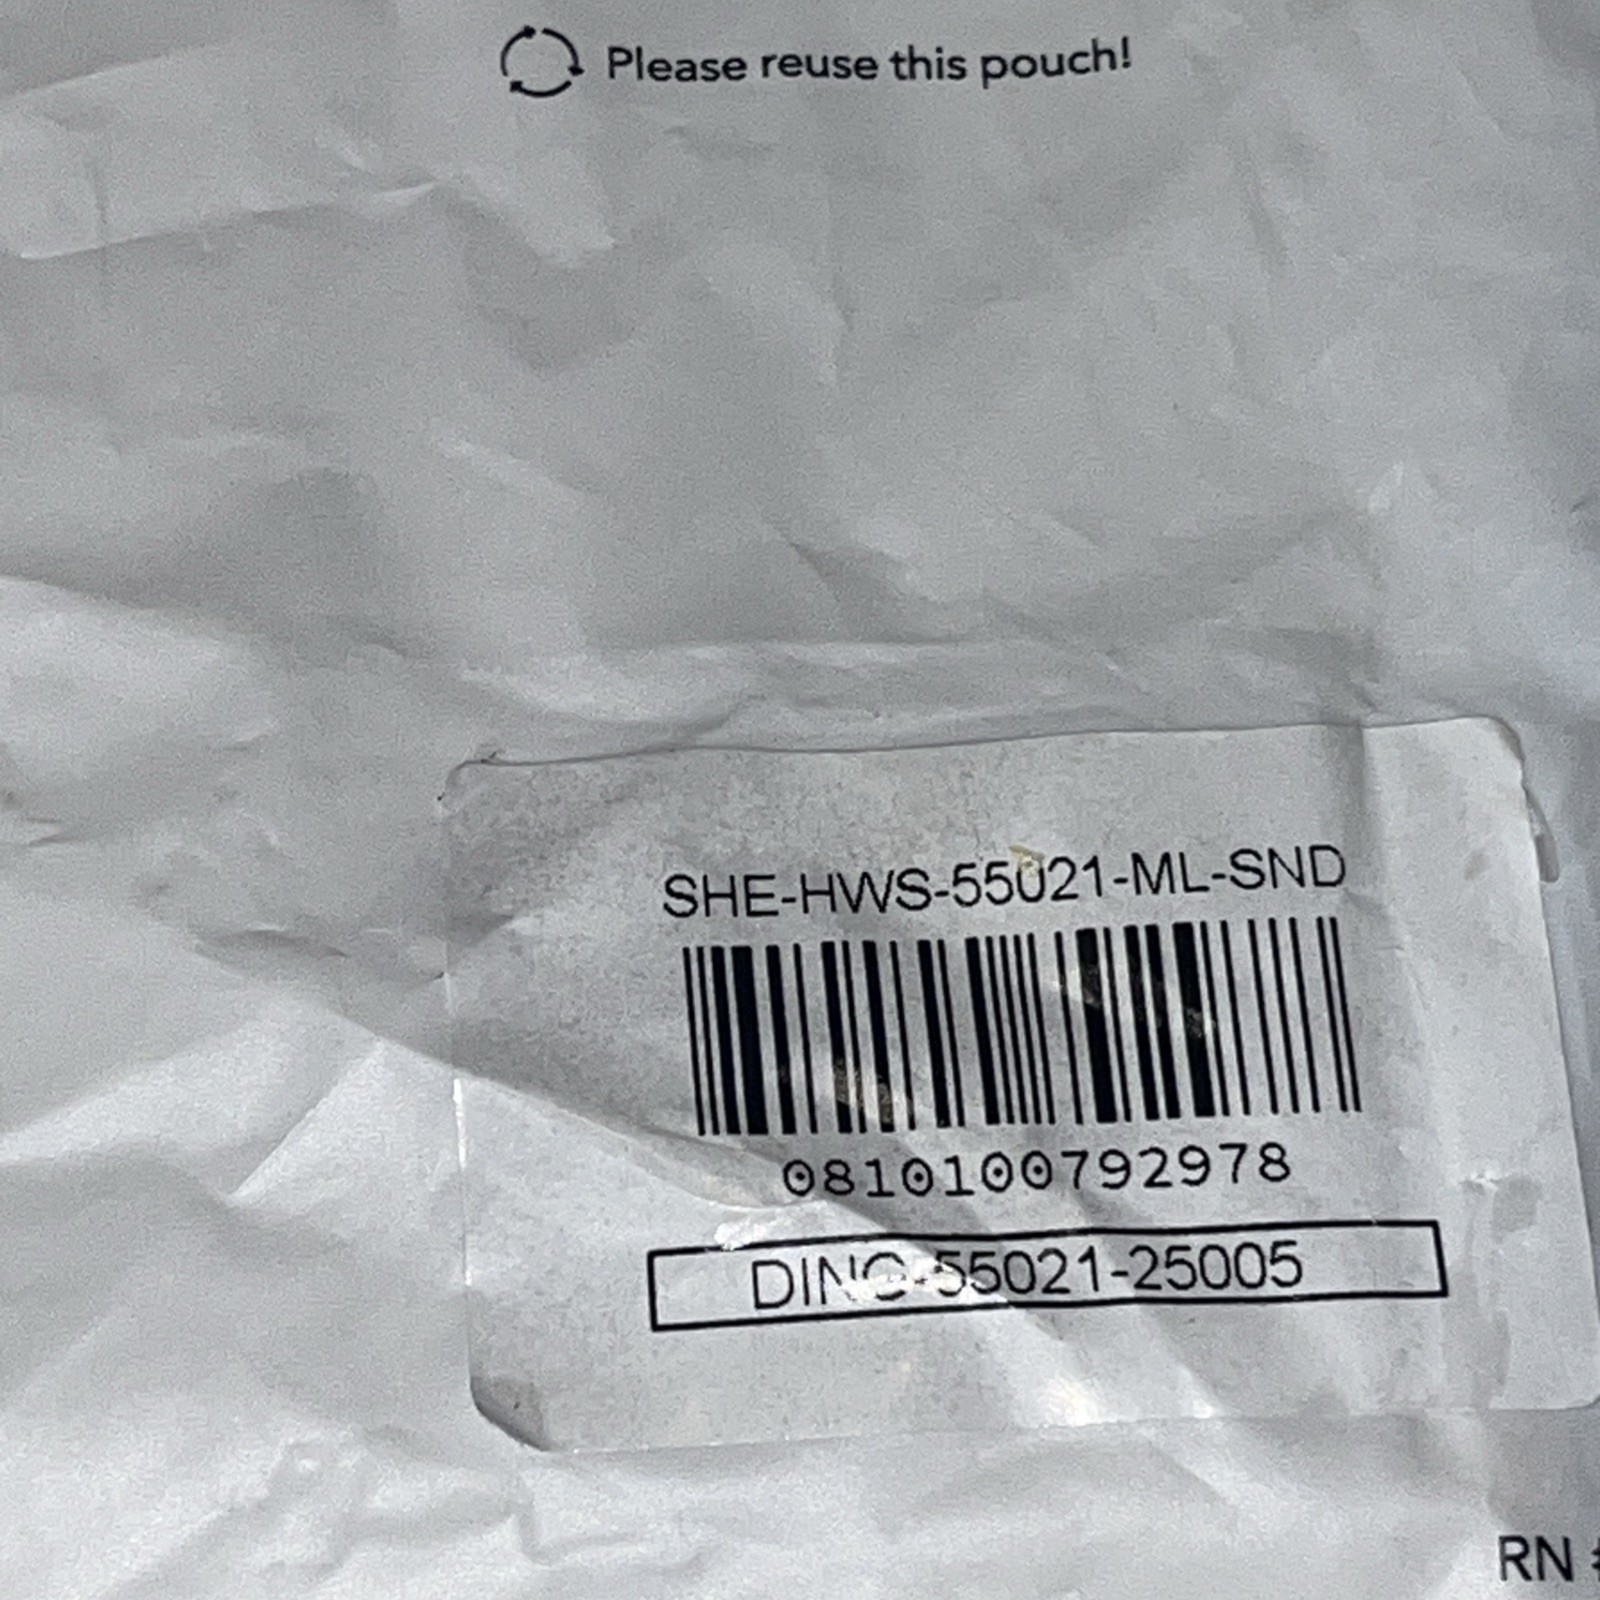 Please reuse this pouch!
SHE-HWS-55021-ML-SND
0810100792978
DING-55021-25005
RN